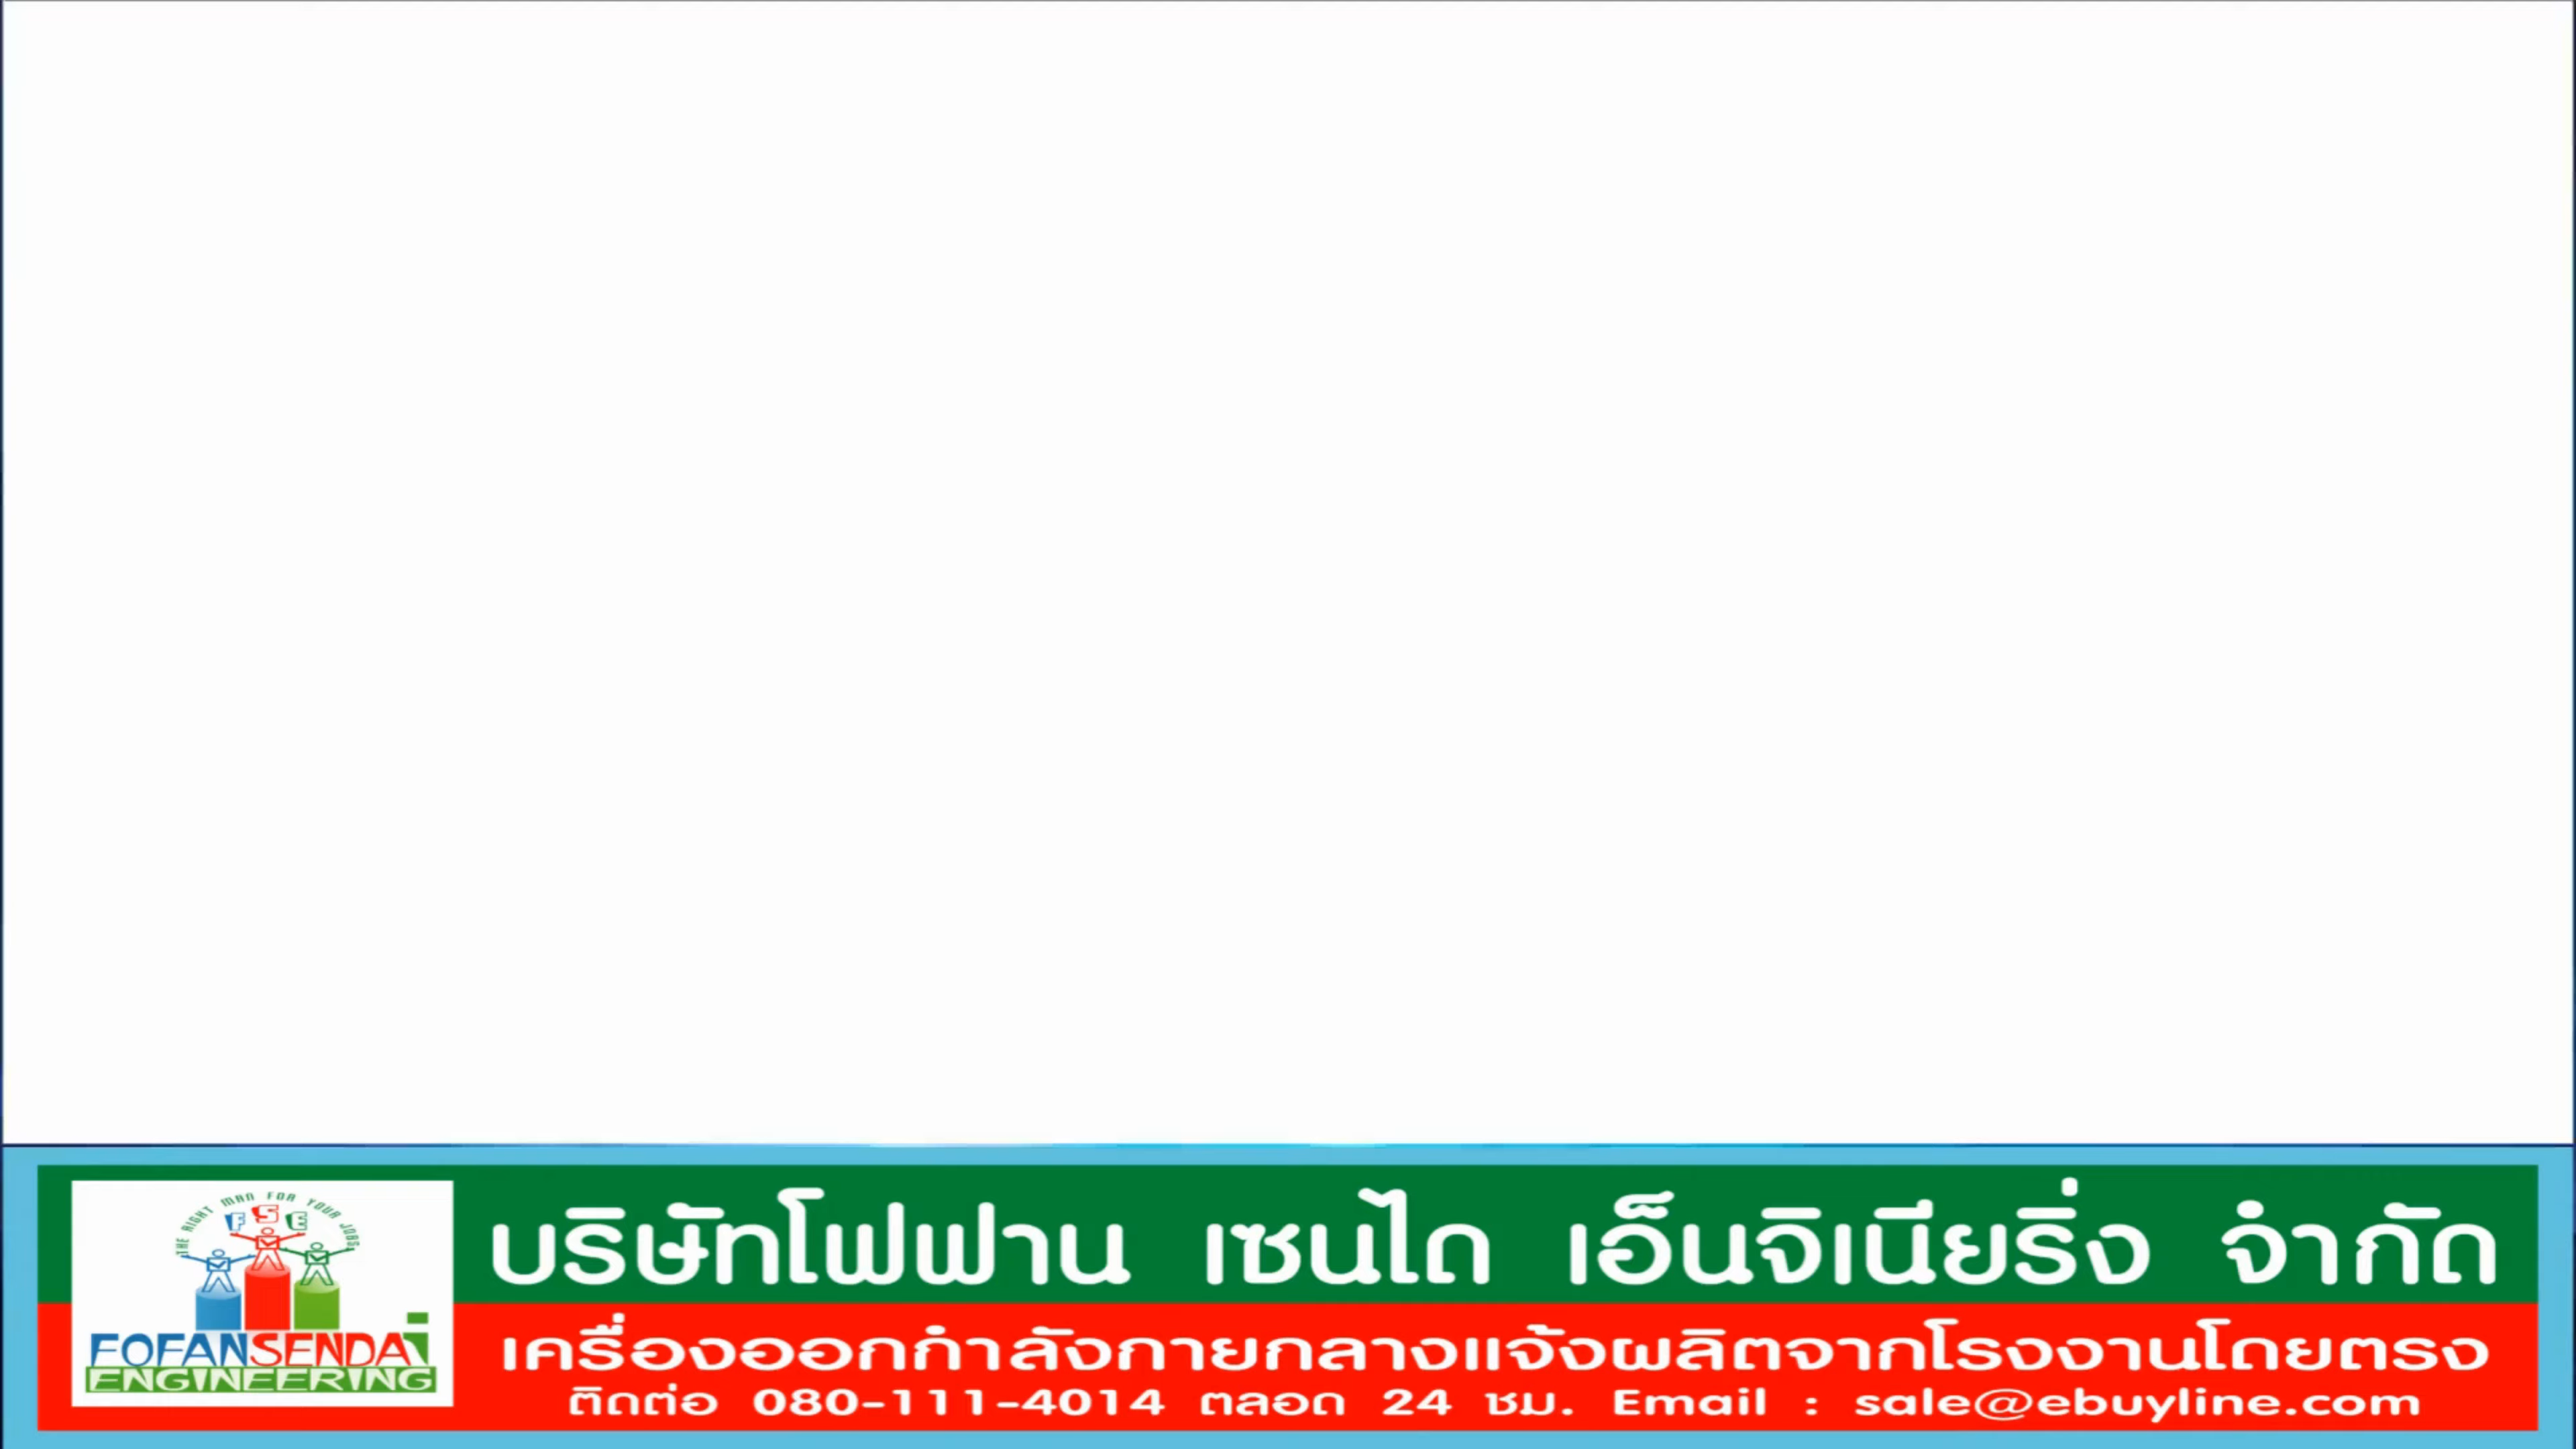 THE RIGHT MAN FOR YOUR JOBS
FSE
FOFANSENDAi
ENGINEERING
บริษัทโฟฟาน เซนได เอ็นจิเนียริ่ง จำกัด
เครื่องออกกำลังกายกลางแจ้งผลิตจากโรงงานโดยตรง
ติดต่อ 080-111-4014 ตลอด 24 ชม. Email : sale@ebuyline.com